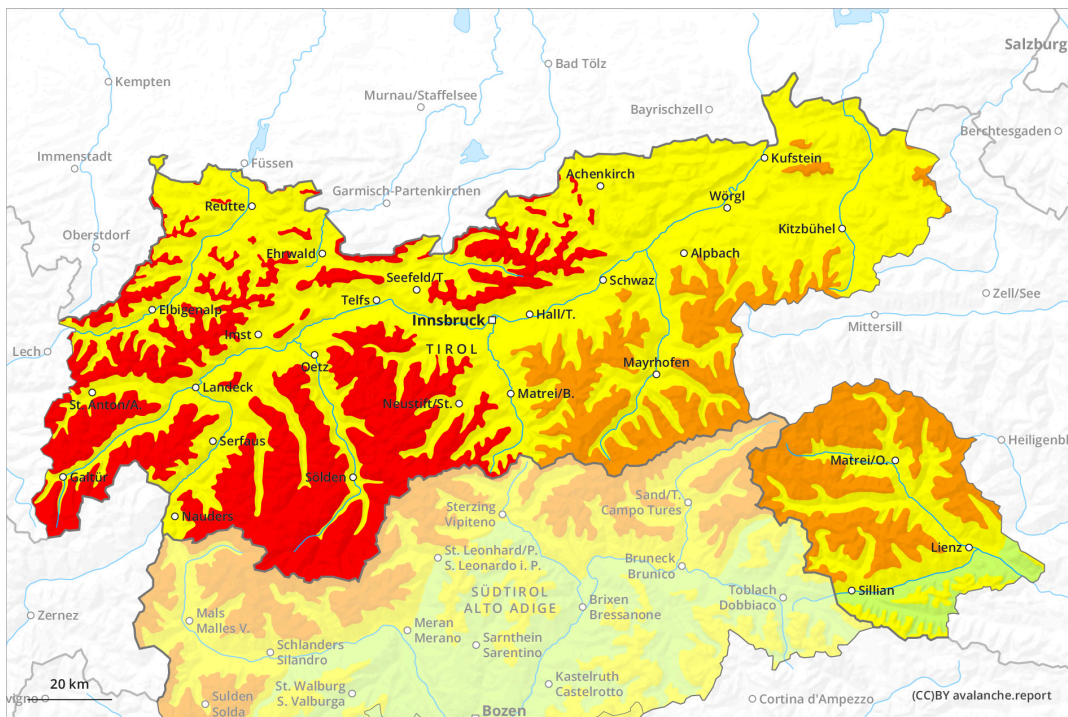 Salzburg
Bad Tölz
Kempten
Murnau/Staffelsee
Bayrischzell
Berchtesgaden
Immenstadt
Füssen
Kufstein
Achenkirch
Garmisch-Partenkirchen
Reutte
Wörgl
Oberstdorf
Kitzbühel
Ehrwald
Alpbach
Seefeld/T.
Schwaz
Zell/See
Telfs
Elbigenalp
Hall/T.
Innsbruck
Mittersill
Imst
TIROL
Lech
Oetz
Mayrhofen
Landeck
St. Anton/A.
Neustift/St.
Matrei/B.
Serfaus
Heiligenbl
Matrei/O.
Galtür
Sölden
Sterzing
Vipiteno
Sand/T.
Campo Tures
Nauders
Lienz
St. Leonhard/P.
S. Leonardo i. P.
Bruneck
Brunico
SÜDTIROL
ALTO ADIGE
Toblach
Dobbiaco
Sillian
Zernez
Mals
Malles V.
Brixen
Bressanone
Meran
Merano
Sarnthein
Sarentino
Schlanders
Silandro
20 km
St. Walburg
S. Valburga
Kastelruth
Castelrotto
vigno
Sulden
Solda
Cortina d'Ampezzo
(CC)BY avalanche.report
Bozen